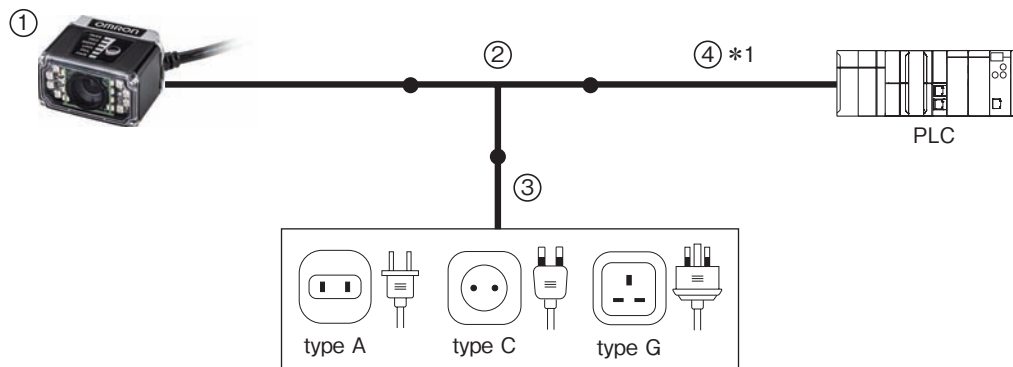 ①
OMRON
②
④ *1
PLC
③
type A
type C
type G